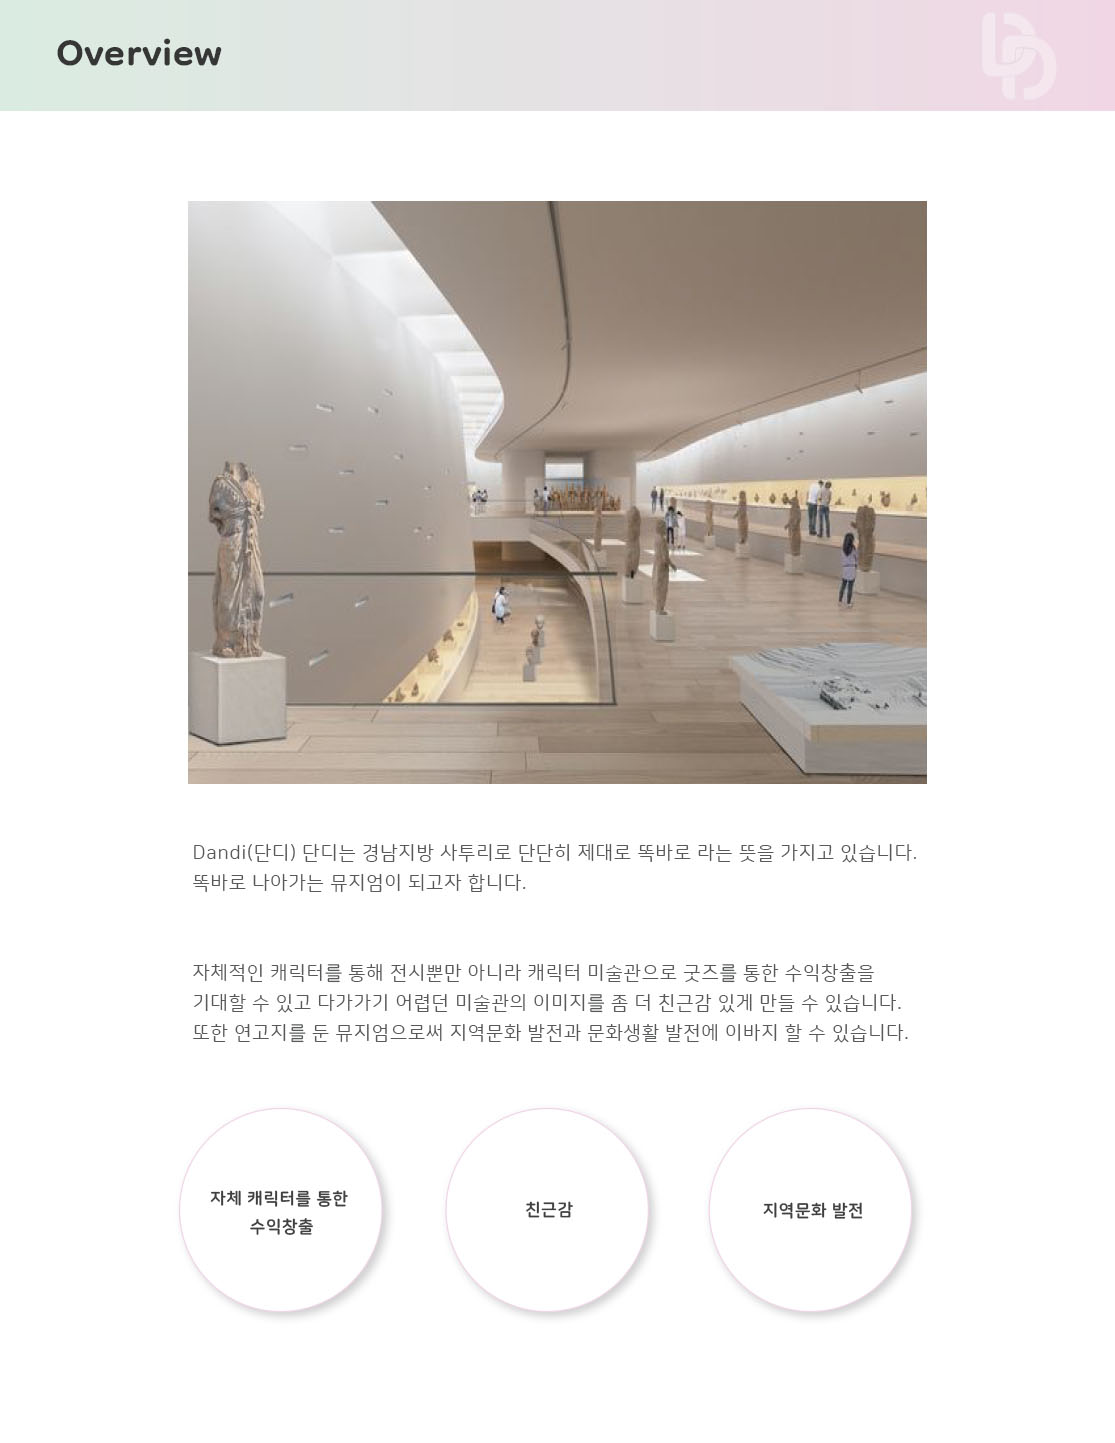 Overview
Dandi(단디) 단디는 경남지방 사투리로 단단히 제대로 똑바로 라는 뜻을 가지고 있습니다.
똑바로 나아가는 뮤지엄이 되고자 합니다.
자체적인 캐릭터를 통해 전시뿐만 아니라 캐릭터 미술관으로 굿즈를 통한 수익창출을
기대할 수 있고 다가가기 어렵던 미술관의 이미지를 좀 더 친근감 있게 만들 수 있습니다.
또한 연고지를 둔 뮤지엄으로써 지역문화 발전과 문화생활 발전에 이바지 할 수 있습니다.
자체 캐릭터를 통한
수익창출
친근감
지역문화 발전